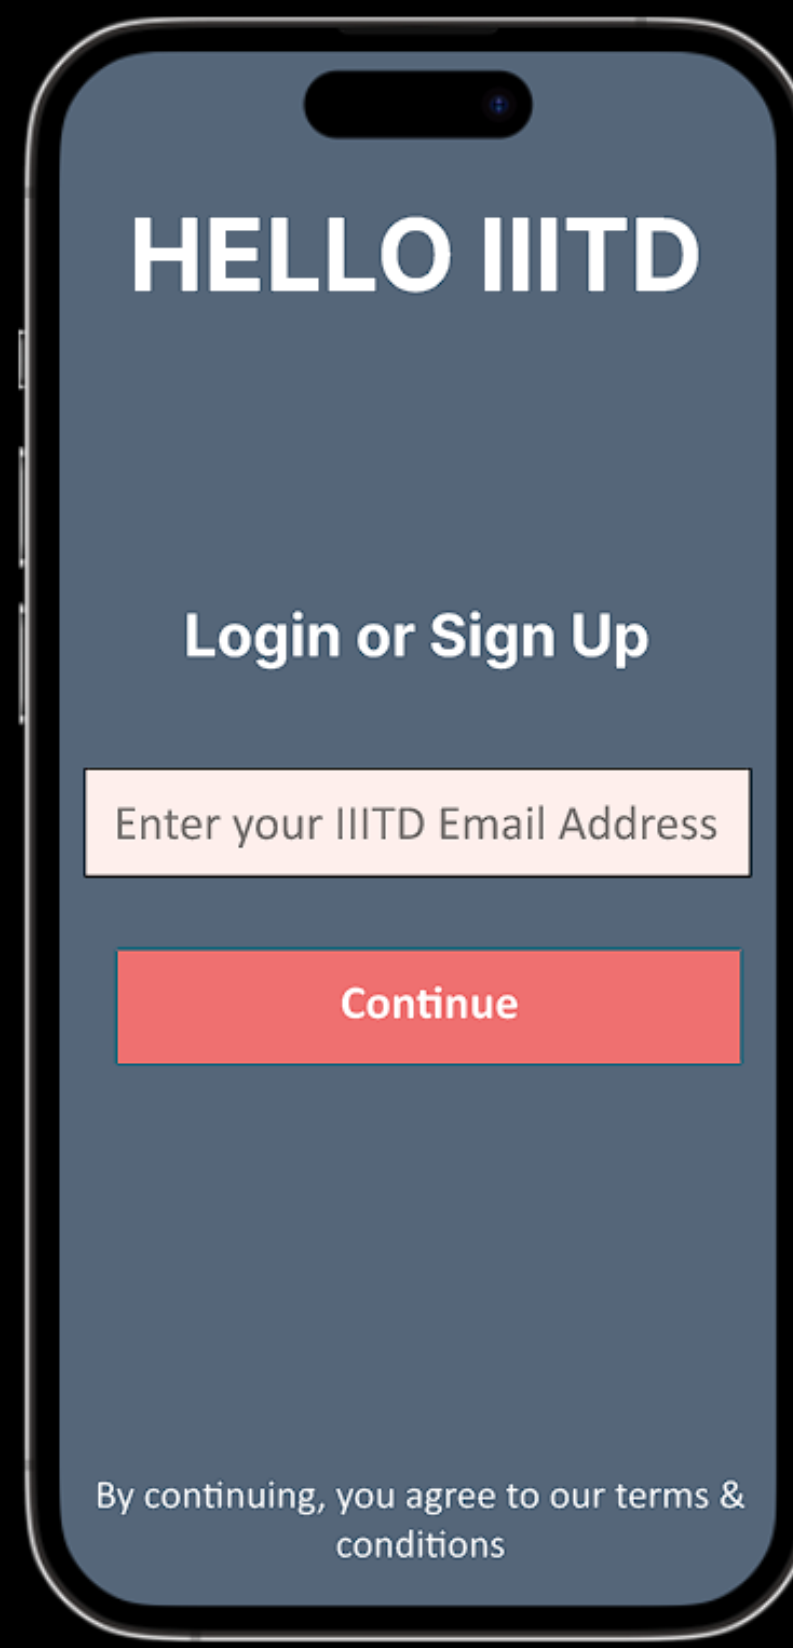 HELLO IIITD
Login or Sign Up
Enter your IIITD Email Address
Continue
By continuing, you agree to our terms &
conditions